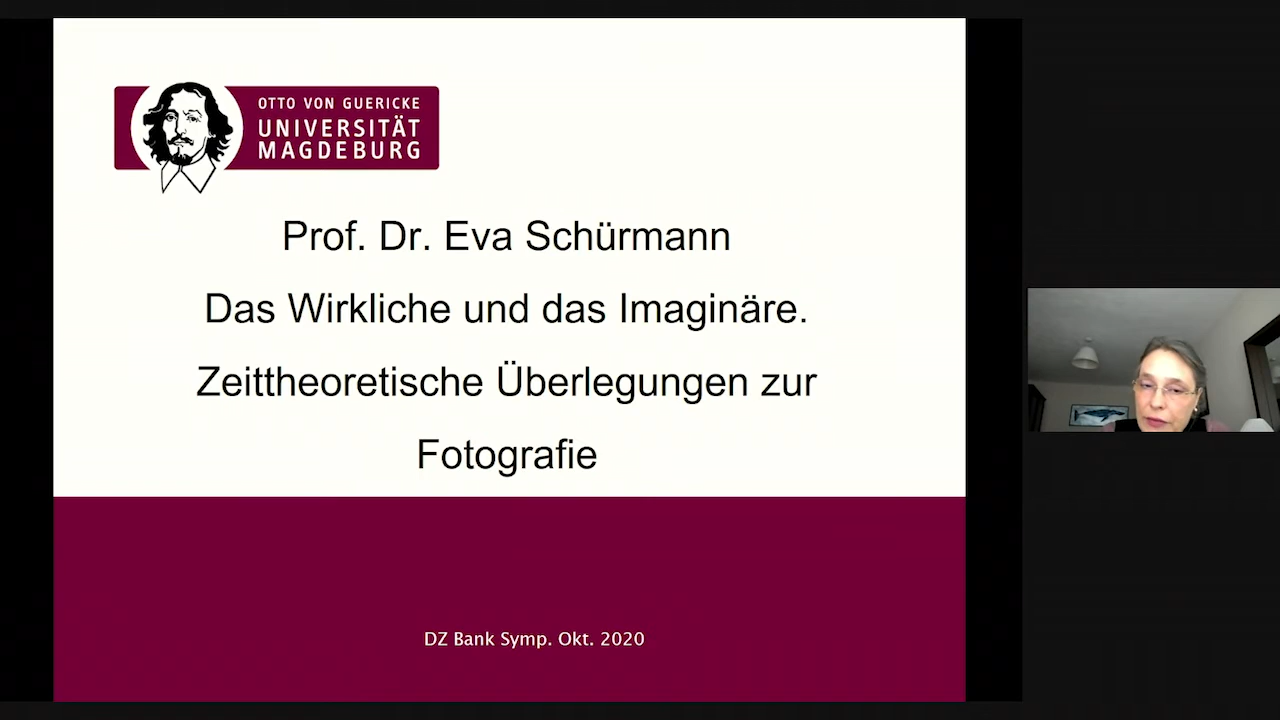 OTTO VON GUERICKE
UNIVERSITÄT
MAGDEBURG
Prof. Dr. Eva Schürmann
Das Wirkliche und das Imaginäre.
Zeittheoretische Überlegungen zur
Fotografie
DZ Bank Symp. Okt. 2020